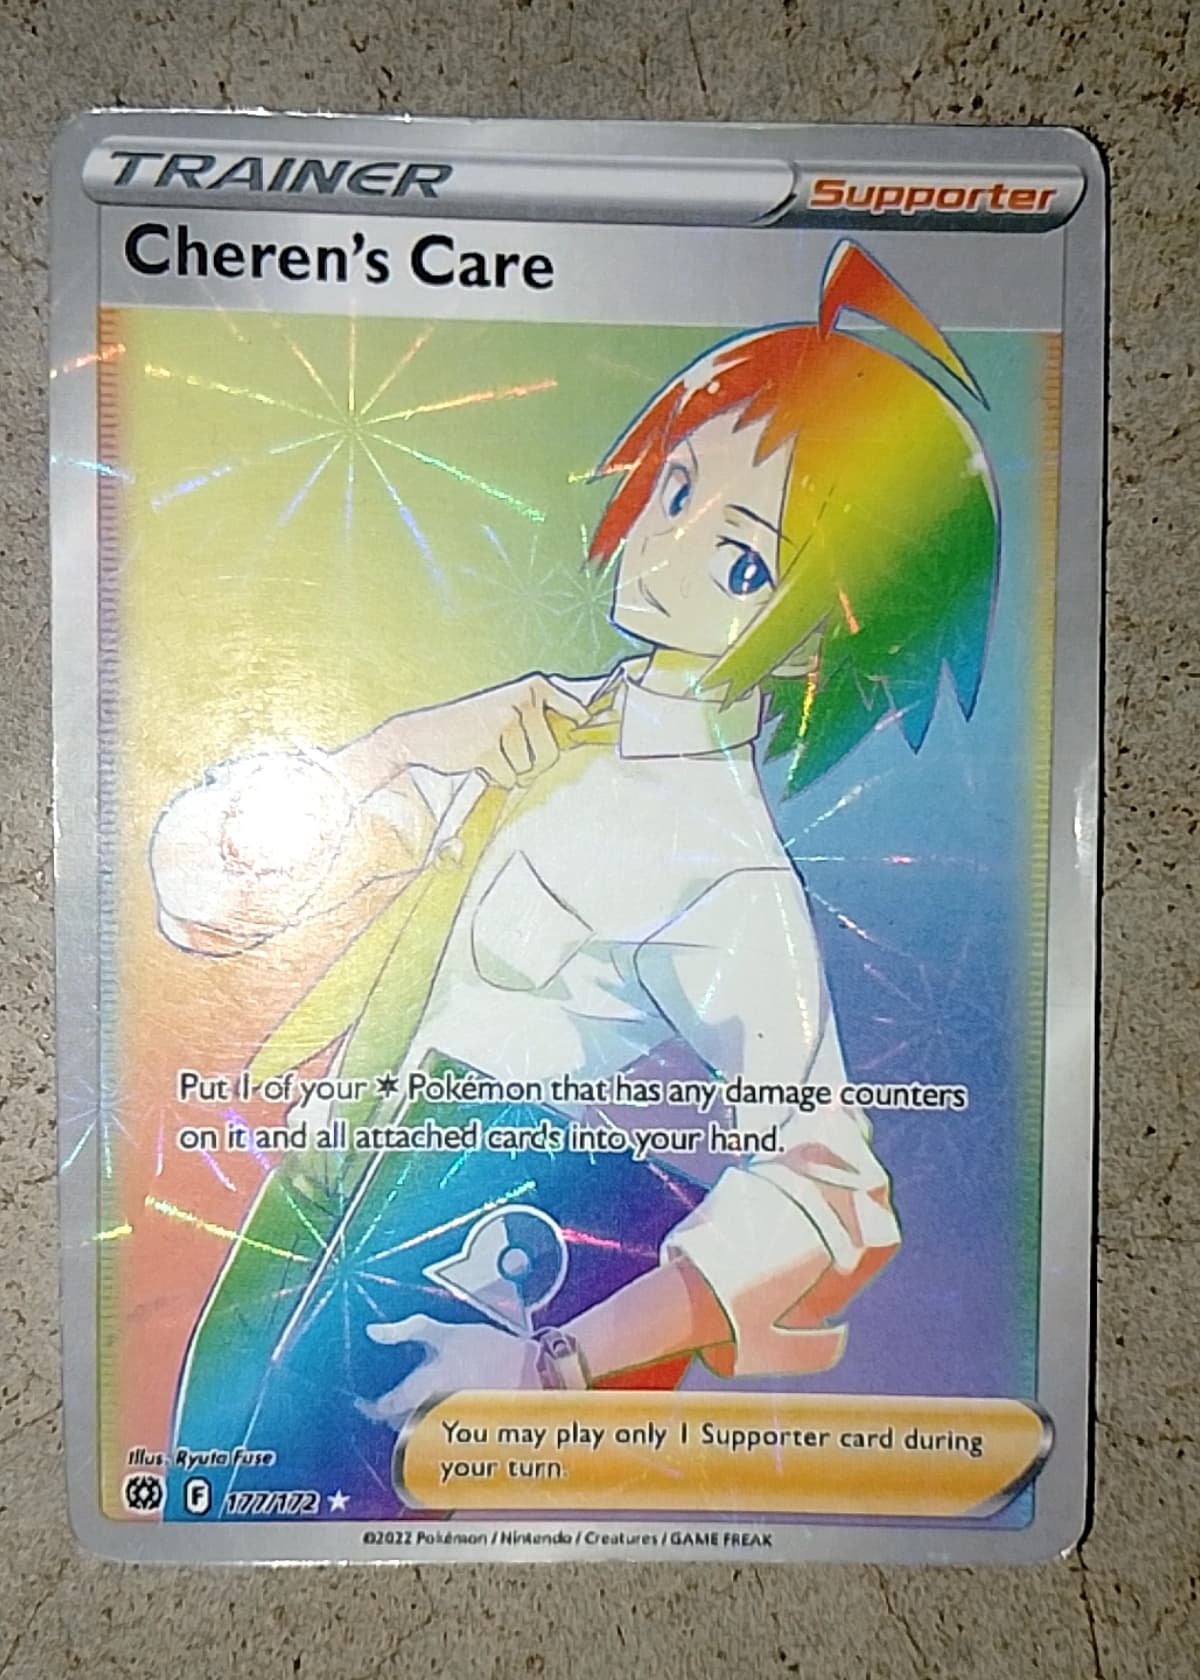 TRAINER
Supporter
Cheren's Care
Put 1 of your Pokémon that has any damage counters
on it and all attached cards into your hand.
You may play only 1 Supporter card during
your turn.
Illus. Ryuta Fuse
F 177/172 ★
©2022 Pokémon / Nintendo / Creatures / GAME FREAK